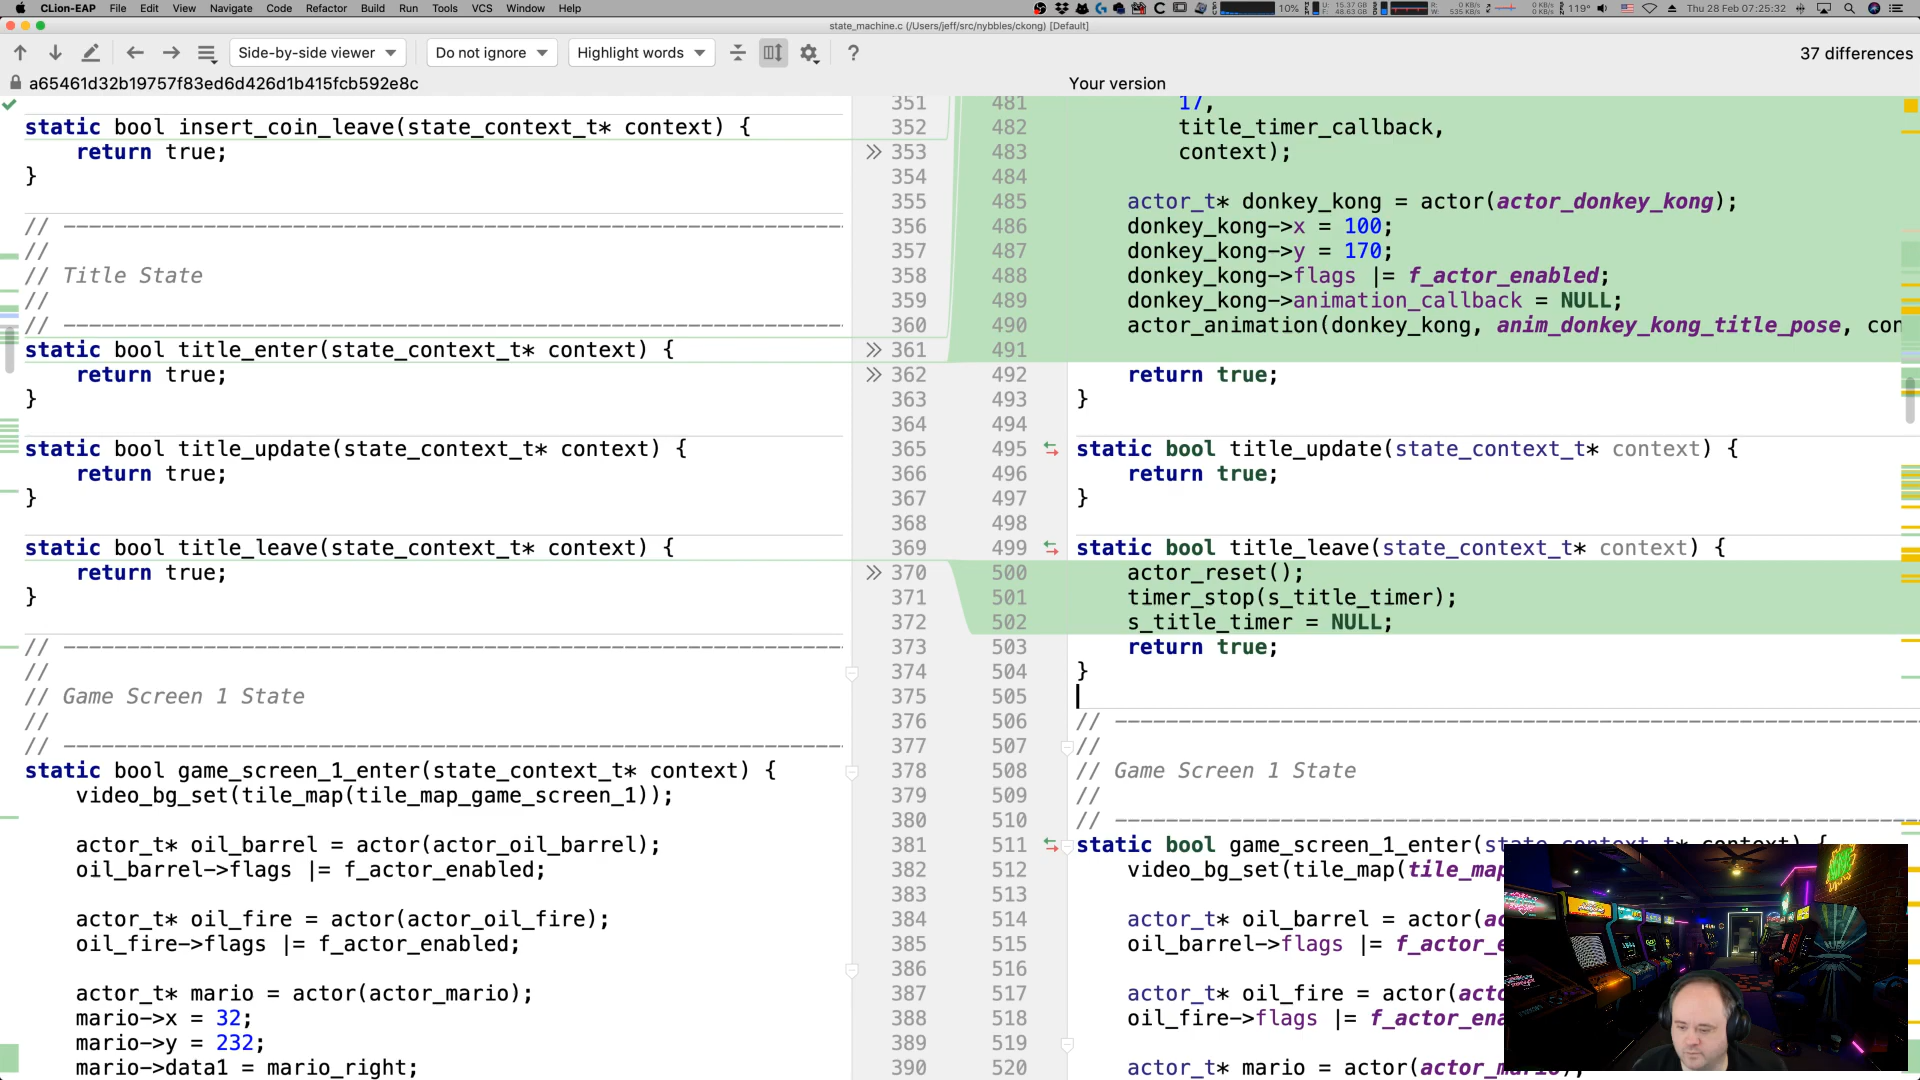 CLion-EAP File Edit View Navigate Code Refactor Build Run Tools VCS Window Help 10% 119° Thu 28 Feb 07:25:32
state_machine.c (/Users/jeff/src/nybbles/ckong) [Default]
Side-by-side viewer Do not ignore Highlight words ? 37 differences
a65461d32b19757f83ed6d426d1b415fcb592e8c Your version
351 481 17,
static bool insert_coin_leave(state_context_t* context) { 352 482 title_timer_callback,
return true; 353 483 context);
} 354 484
355 485 actor_t* donkey_kong = actor(actor_donkey_kong);
// 356 486 donkey_kong->x = 100;
// 357 487 donkey_kong->y = 170;
// Title State 358 488 donkey_kong->flags |= f_actor_enabled;
// 359 489 donkey_kong->animation_callback = NULL;
// 360 490 actor_animation(donkey_kong, anim_donkey_kong_title_pose, con
static bool title_enter(state_context_t* context) { 361 491
return true; 362 492 return true;
} 363 493 }
364 494
static bool title_update(state_context_t* context) { 365 495 static bool title_update(state_context_t* context) {
return true; 366 496 return true;
} 367 497 }
368 498
static bool title_leave(state_context_t* context) { 369 499 static bool title_leave(state_context_t* context) {
return true; 370 500 actor_reset();
} 371 501 timer_stop(s_title_timer);
372 502 s_title_timer = NULL;
// 373 503 return true;
// 374 504 }
// Game Screen 1 State 375 505
// 376 506 //
// 377 507 //
static bool game_screen_1_enter(state_context_t* context) { 378 508 // Game Screen 1 State
video_bg_set(tile_map(tile_map_game_screen_1)); 379 509 //
380 510 //
actor_t* oil_barrel = actor(actor_oil_barrel); 381 511 static bool game_screen_1_enter(state_context_t* context) {
oil_barrel->flags |= f_actor_enabled; 382 512 video_bg_set(tile_map(tile_map
383 513
actor_t* oil_fire = actor(actor_oil_fire); 384 514 actor_t* oil_barrel = actor(ac
oil_fire->flags |= f_actor_enabled; 385 515 oil_barrel->flags |= f_actor_e
386 516
actor_t* mario = actor(actor_mario); 387 517 actor_t* oil_fire = actor(acto
mario->x = 32; 388 518 oil_fire->flags |= f_actor_ena
mario->y = 232; 389 519
mario->data1 = mario_right; 390 520 actor_t* mario = actor(actor_mario);